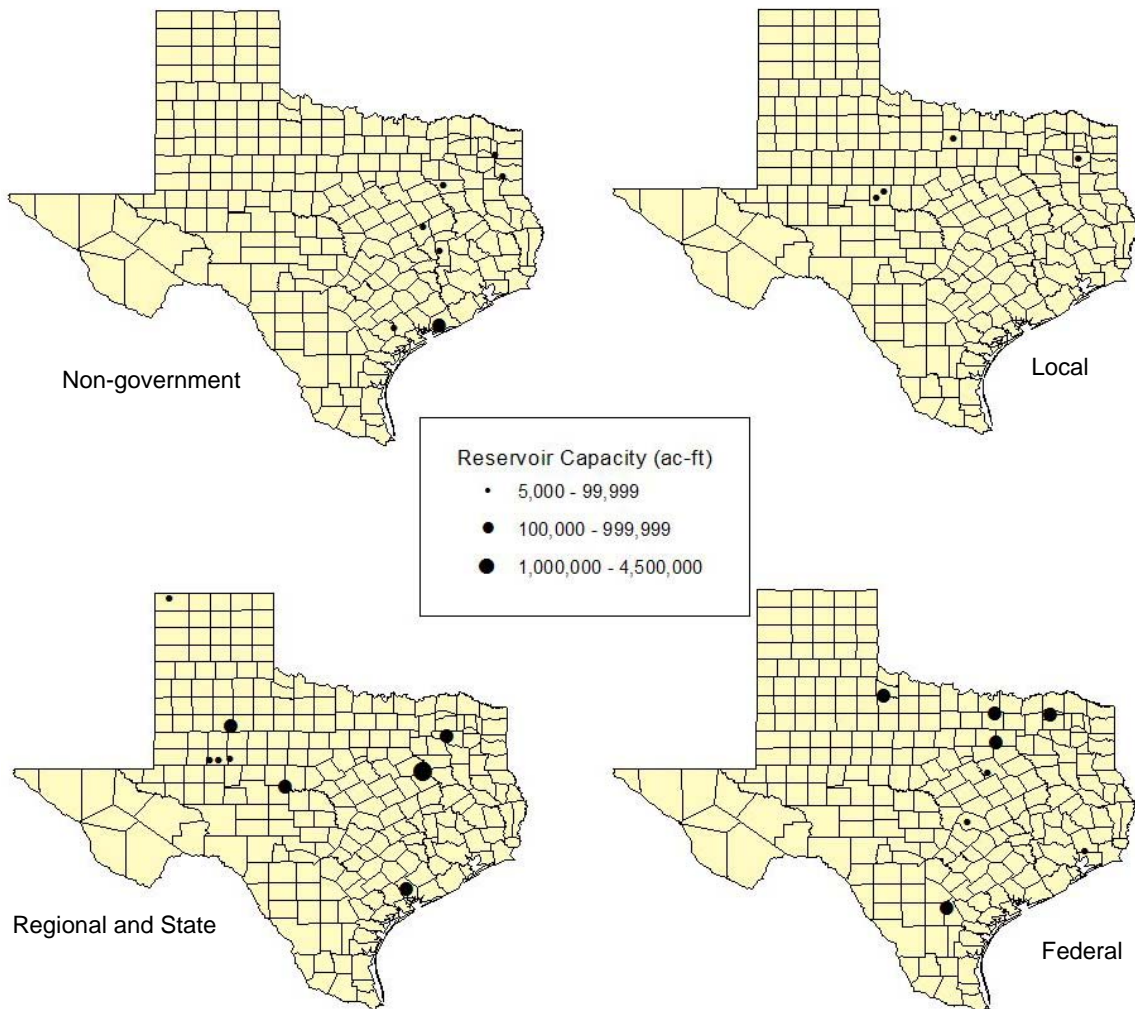 Non-government
Local
Reservoir Capacity (ac-ft)
5,000 - 99,999
100,000 - 999,999
1,000,000 - 4,500,000
Regional and State
Federal